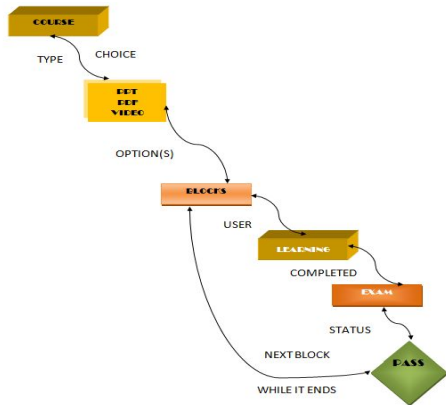 COURSE
TYPE
CHOICE
PPT
PDF
VIDEO
OPTION(S)
BLOCKS
USER
LEARNING
COMPLETED
EXAM
STATUS
PASS
NEXT BLOCK
WHILE IT ENDS